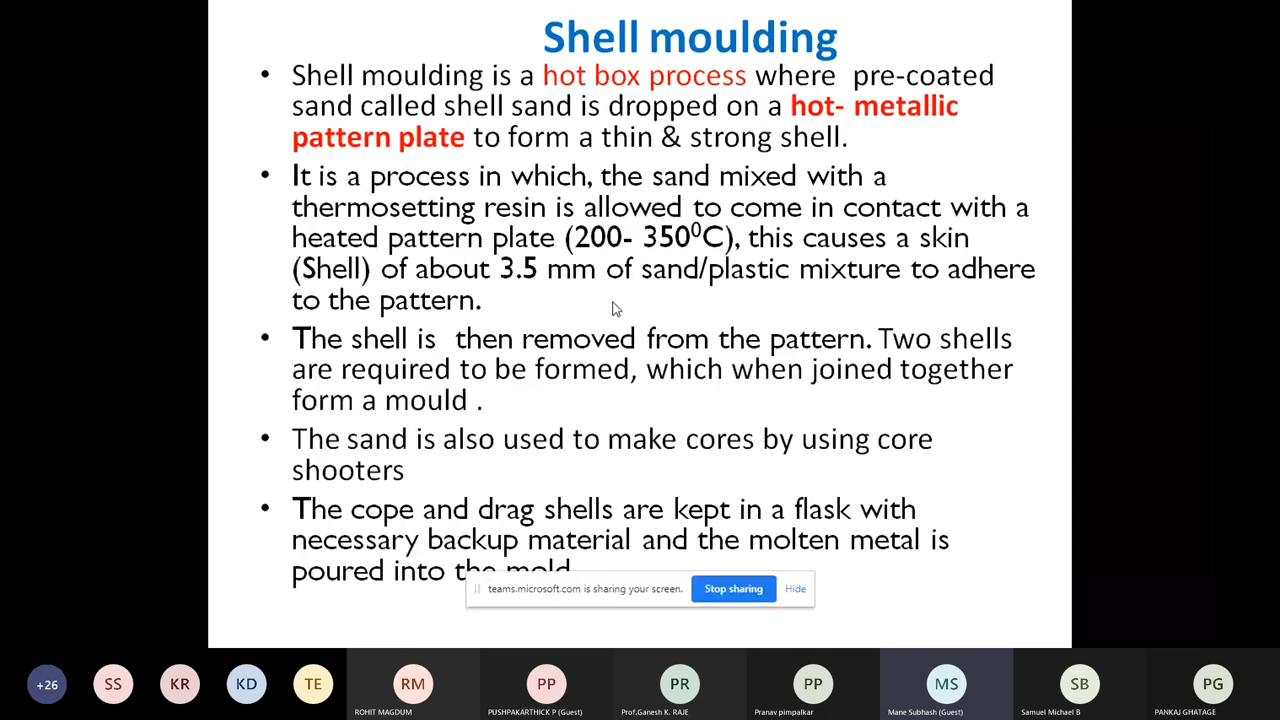 Shell moulding
• Shell moulding is a hot box process where pre-coated
sand called shell sand is dropped on a hot- metallic
pattern plate to form a thin & strong shell.
• It is a process in which, the sand mixed with a
thermosetting resin is allowed to come in contact with a
heated pattern plate (200- 350⁰C), this causes a skin
(Shell) of about 3.5 mm of sand/plastic mixture to adhere
to the pattern.
• The shell is then removed from the pattern. Two shells
are required to be formed, which when joined together
form a mould .
• The sand is also used to make cores by using core
shooters
• The cope and drag shells are kept in a flask with
necessary backup material and the molten metal is
poured into the mold
teams.microsoft.com is sharing your screen. Stop sharing Hide
+26 SS KR KD TE RM PP PR PP MS SB PG
ROHIT MAGDUM PUSHPAKARTHICK P (Guest) Prof.Ganesh K. RAJE Pranav pimpalkar Mane Subhash (Guest) Samuel Michael B PANKAJ GHATAGE